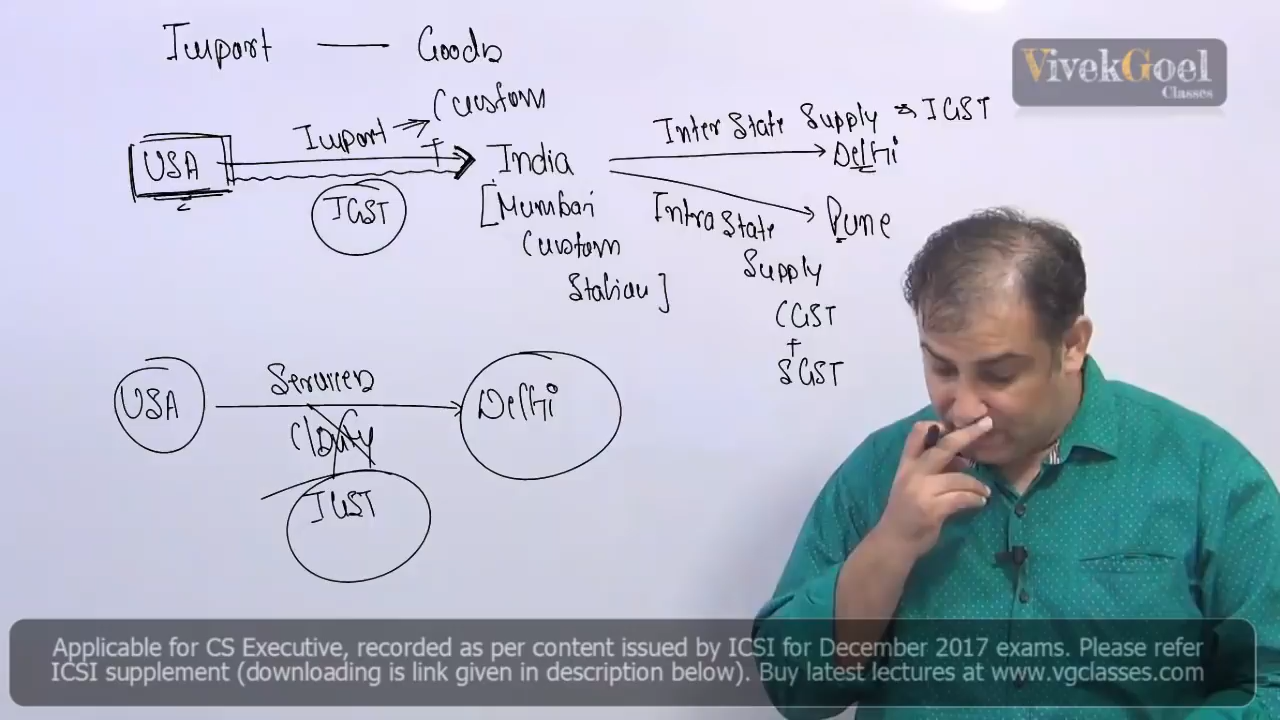 Import — Goods
VivekGoel
Classes
Custom
Import +
USA
IGST
India
[Mumbai
Custom
Station]
Inter State Supply → IGST
Delhi
Intra State
Supply
Pune
CGST
+
SGST
USA
Services
C/Duty
IGST
Delhi
Applicable for CS Executive, recorded as per content issued by ICSI for December 2017 exams. Please refer
ICSI supplement (downloading is link given in description below). Buy latest lectures at www.vgclasses.com